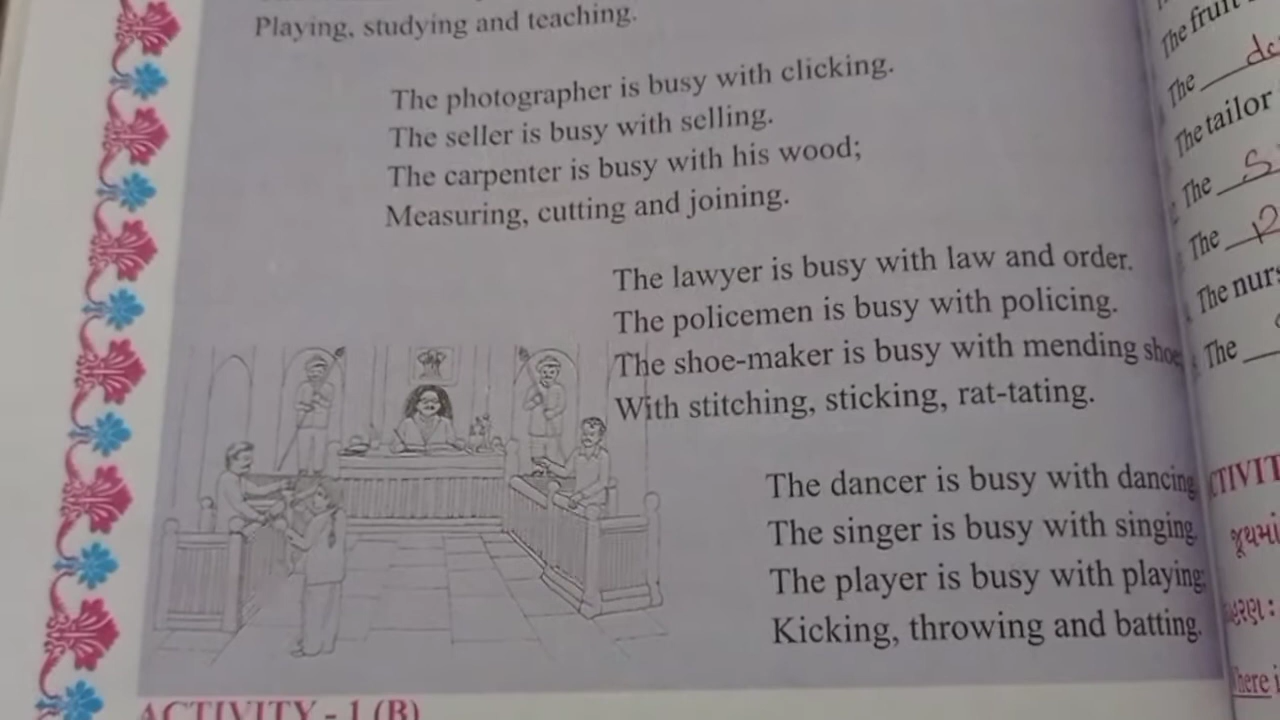 Playing, studying and teaching.
The photographer is busy with clicking.
The seller is busy with selling.
The carpenter is busy with his wood;
Measuring, cutting and joining.
The lawyer is busy with law and order.
The policemen is busy with policing.
The shoe-maker is busy with mending
With stitching, sticking, rat-tating.
The dancer is busy with dancing
The singer is busy with singing
The player is busy with playing;
Kicking, throwing and batting.
ACTIVITY - 1 (B)
The fruit
The
The tailor
The
The
The
The